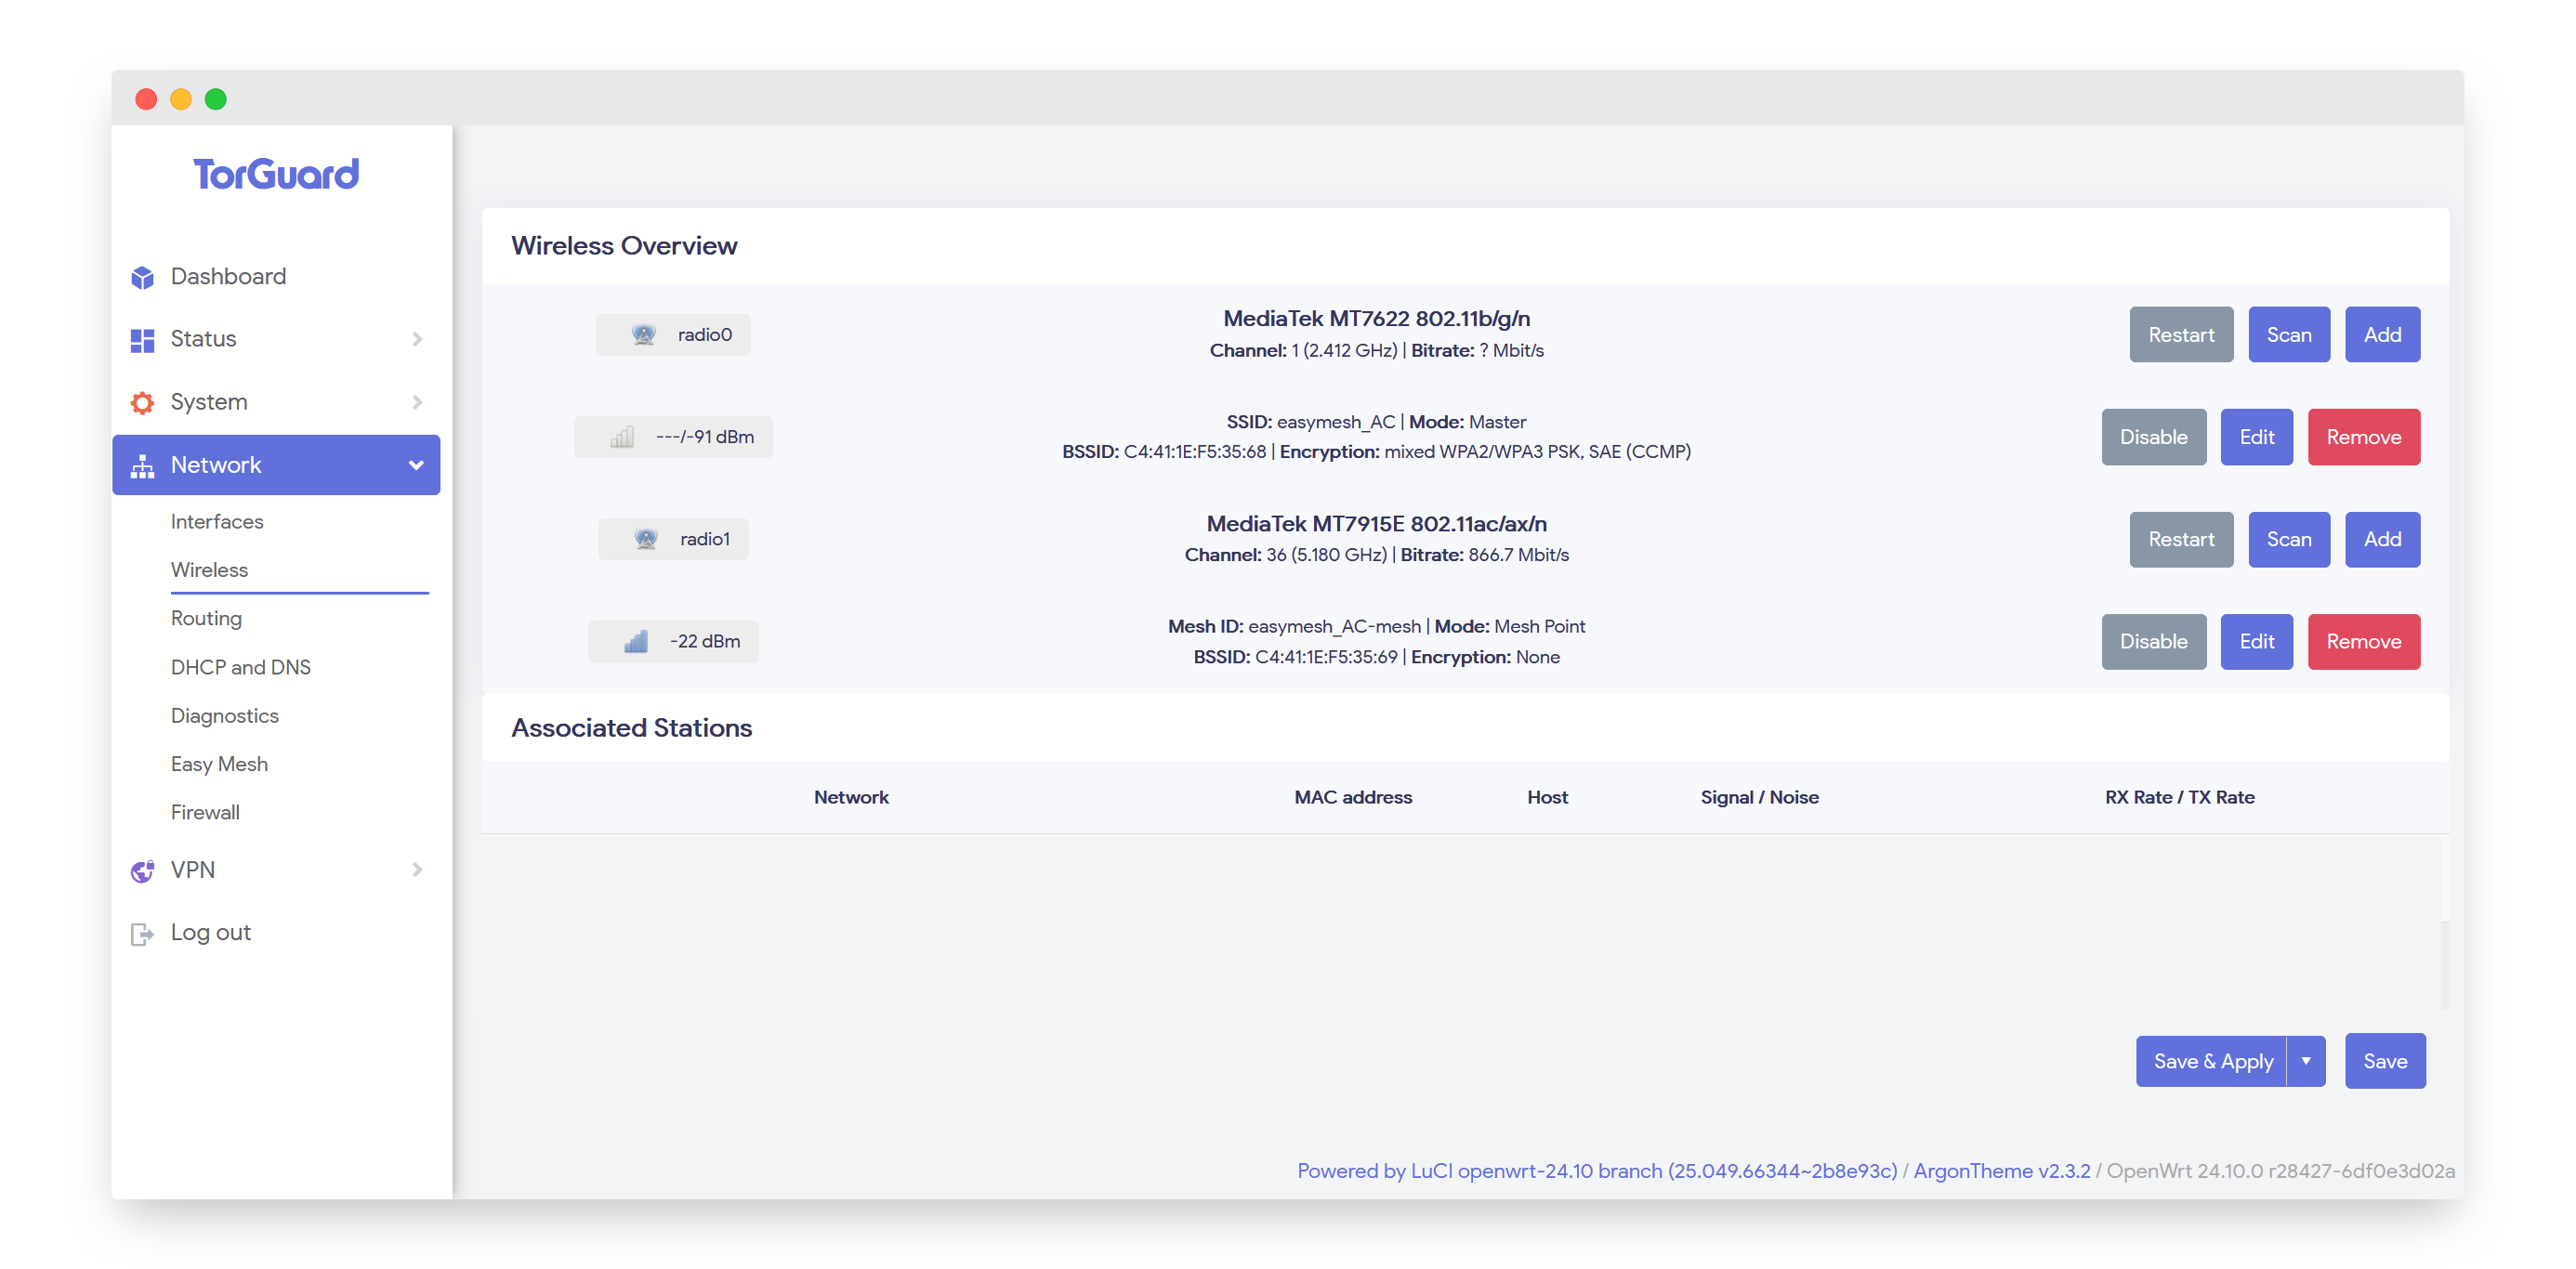 TorGuard
Dashboard
Status
System
Network
Interfaces
Wireless
Routing
DHCP and DNS
Diagnostics
Easy Mesh
Firewall
VPN
Log out
Wireless Overview
radio0
MediaTek MT7622 802.11b/g/n
Channel: 1 (2.412 GHz) | Bitrate: ? Mbit/s
Restart Scan Add
---/-91 dBm
SSID: easymesh_AC | Mode: Master
BSSID: C4:41:1E:F5:35:68 | Encryption: mixed WPA2/WPA3 PSK, SAE (CCMP)
Disable Edit Remove
radio1
MediaTek MT7915E 802.11ac/ax/n
Channel: 36 (5.180 GHz) | Bitrate: 866.7 Mbit/s
Restart Scan Add
-22 dBm
Mesh ID: easymesh_AC-mesh | Mode: Mesh Point
BSSID: C4:41:1E:F5:35:69 | Encryption: None
Disable Edit Remove
Associated Stations
Network MAC address Host Signal / Noise RX Rate / TX Rate
Save & Apply Save
Powered by LuCI openwrt-24.10 branch (25.049.66344~2b8e93c) / ArgonTheme v2.3.2 / OpenWrt 24.10.0 r28427-6df0e3d02a